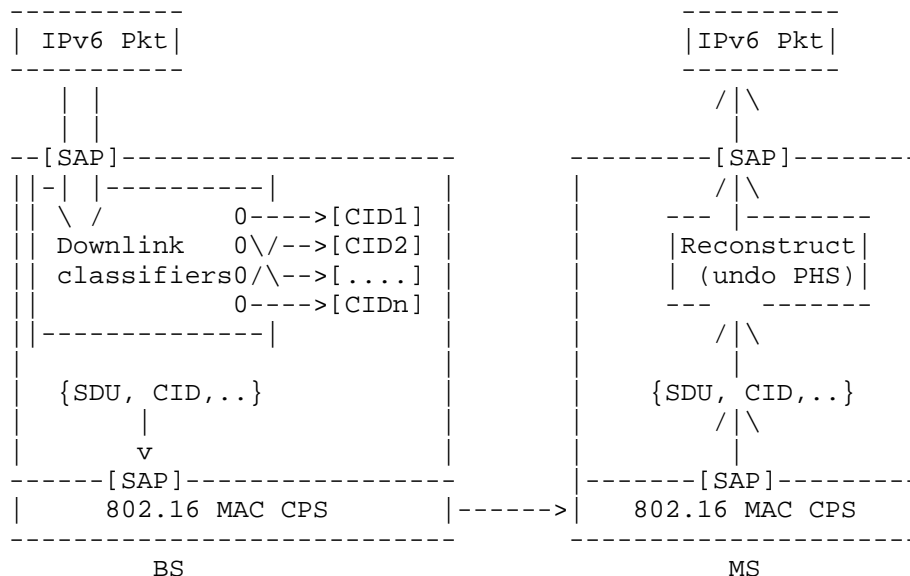 -----------                                ----------
| IPv6 Pkt|                                |IPv6 Pkt|
-----------                                ----------
   | |                                       /|\
   | |                                        |
--[SAP]---------------------       ---------[SAP]--------
||-| |----------|          |       |         /|\
|| \ /          0---->[CID1] |     |     --- |--------
|| Downlink    0\/-->[CID2] |      |     |Reconstruct|
|| classifiers0/\-->[....] |       |     | (undo PHS)|
||             0---->[CIDn] |      |     ---   -------
||--------------|          |       |         /|\
|                          |       |          |
|  {SDU, CID,..}           |       |    {SDU, CID,..}
|       |                  |       |         /|\
|       v                  |       |          |
------[SAP]-----------------       |-------[SAP]---------
|     802.16 MAC CPS       |------>|   802.16 MAC CPS
----------------------------       ----------------------
         BS                                   MS